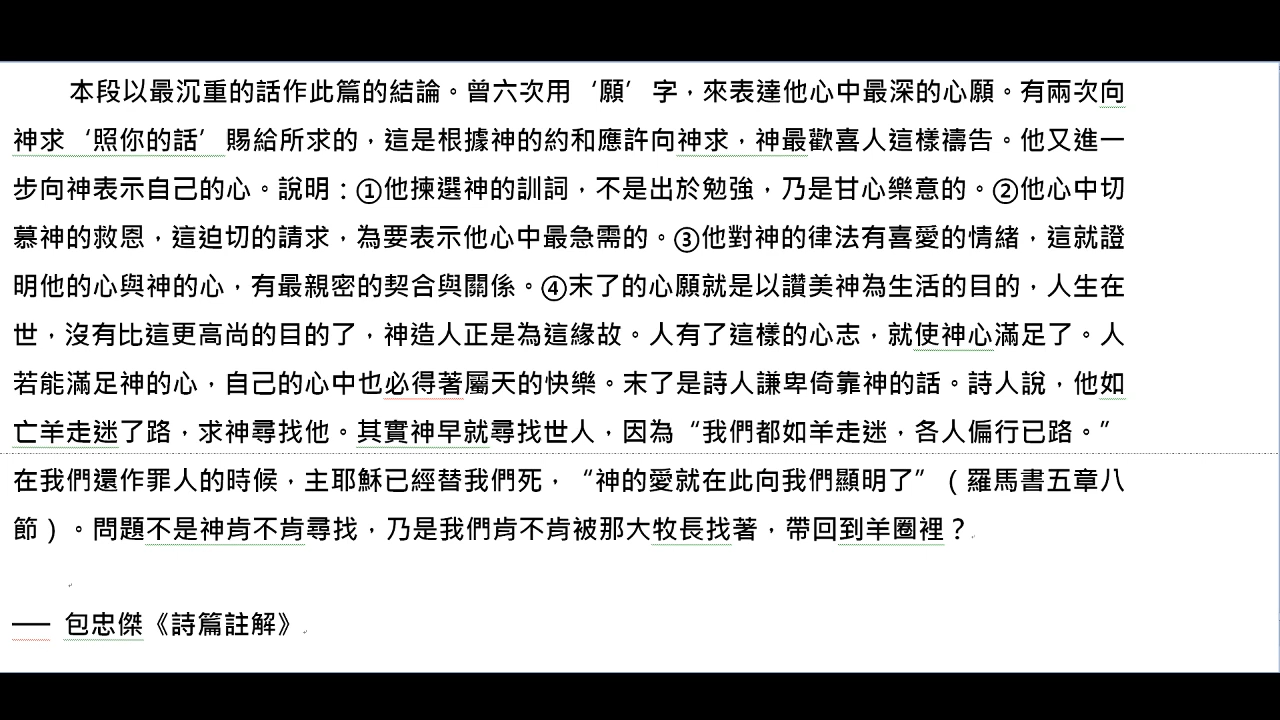 本段以最沉重的話作此篇的結論。曾六次用‘願’字，來表達他心中最深的心願。有兩次向
神求‘照你的話’賜給所求的，這是根據神的約和應許向神求，神最歡喜人這樣禱告。他又進一
步向神表示自己的心。說明：①他揀選神的訓詞，不是出於勉強，乃是甘心樂意的。②他心中切
慕神的救恩，這迫切的請求，為要表示他心中最急需的。③他對神的律法有喜愛的情緒，這就證
明他的心與神的心，有最親密的契合與關係。④末了的心願就是以讚美神為生活的目的，人生在
世，沒有比這更高尚的目的了，神造人正是為這緣故。人有了這樣的心志，就使神心滿足了。人
若能滿足神的心，自己的心中也必得著屬天的快樂。末了是詩人謙卑倚靠神的話。詩人說，他如
亡羊走迷了路，求神尋找他。其實神早就尋找世人，因為“我們都如羊走迷，各人偏行已路。”
在我們還作罪人的時候，主耶穌已經替我們死，“神的愛就在此向我們顯明了”（羅馬書五章八
節）。問題不是神肯不肯尋找，乃是我們肯不肯被那大牧長找著，帶回到羊圈裡？
── 包忠傑《詩篇註解》